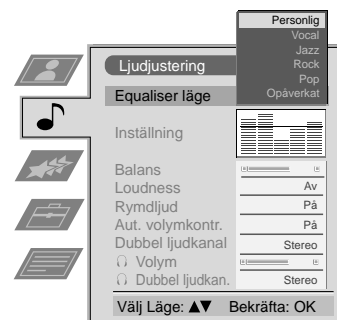 Personlig
Vocal
Jazz
Rock
Pop
Opåverkat
Ljudjustering
Equaliser läge
Inställning
Balans
Loudness Av
Rymdljud På
Aut. volymkontr. På
Dubbel ljudkanal Stereo
Volym
Dubbel ljudkan. Stereo
Välj Läge: ▲▼ Bekräfta: OK